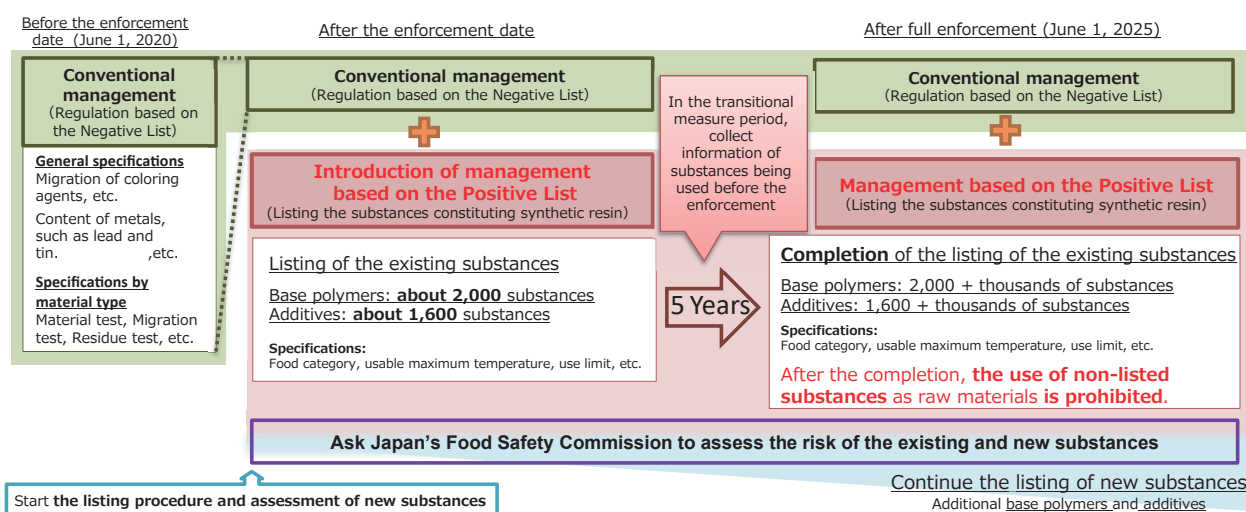 Before the enforcement
date (June 1, 2020)
After the enforcement date
After full enforcement (June 1, 2025)
Conventional
management
(Regulation based on
the Negative List)
General specifications
Migration of coloring
agents, etc.
Content of metals,
such as lead and
tin. ,etc.
Specifications by
material type
Material test, Migration
test, Residue test, etc.
Conventional management
(Regulation based on the Negative List)
Introduction of management
based on the Positive List
(Listing the substances constituting synthetic resin)
Listing of the existing substances
Base polymers: about 2,000 substances
Additives: about 1,600 substances
Specifications:
Food category, usable maximum temperature, use limit, etc.
In the transitional
measure period,
collect
information of
substances being
used before the
enforcement
5 Years
Conventional management
(Regulation based on the Negative List)
Management based on the Positive List
(Listing the substances constituting synthetic resin)
Completion of the listing of the existing substances
Base polymers: 2,000 + thousands of substances
Additives: 1,600 + thousands of substances
Specifications:
Food category, usable maximum temperature, use limit, etc.
After the completion, the use of non-listed
substances as raw materials is prohibited.
Ask Japan's Food Safety Commission to assess the risk of the existing and new substances
Start the listing procedure and assessment of new substances
Continue the listing of new substances
Additional base polymers and additives